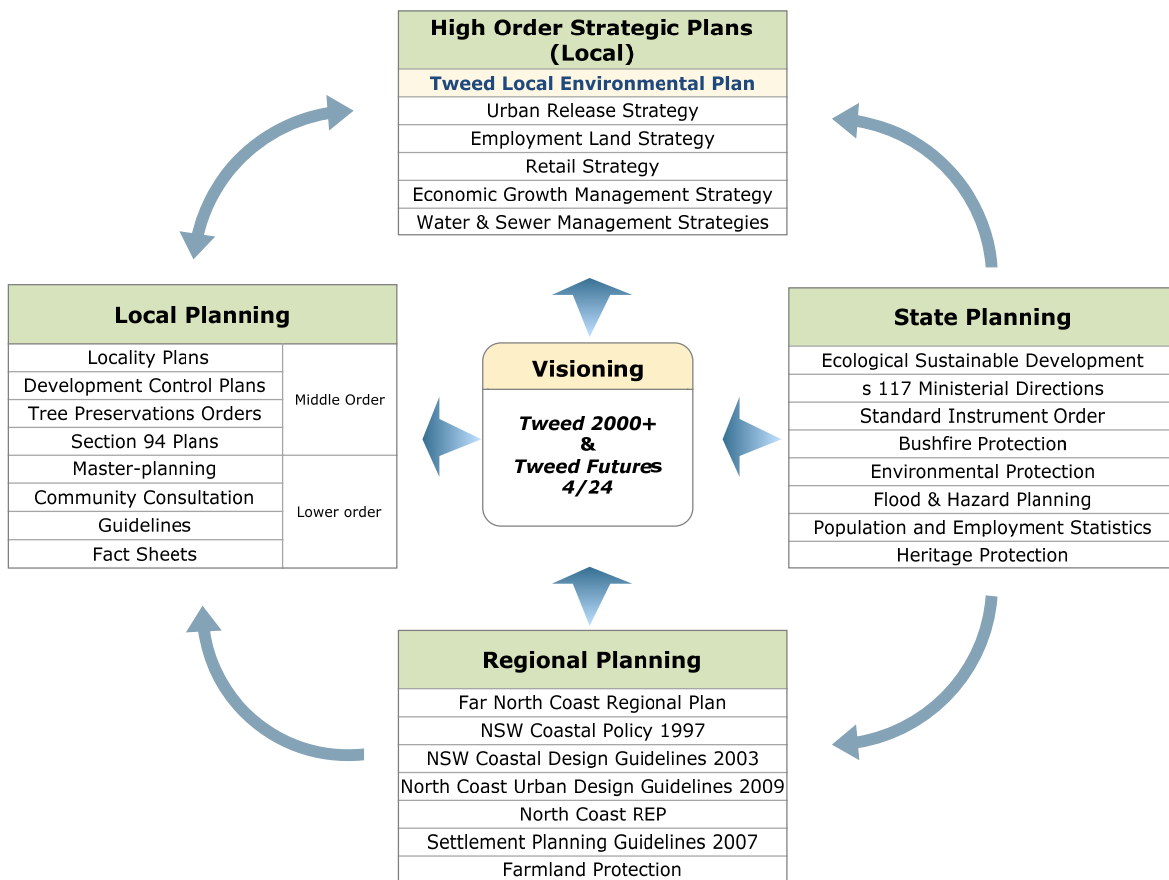 High Order Strategic Plans
(Local)
Tweed Local Environmental Plan
Urban Release Strategy
Employment Land Strategy
Retail Strategy
Economic Growth Management Strategy
Water & Sewer Management Strategies
Local Planning
Locality Plans
Development Control Plans
Tree Preservations Orders
Section 94 Plans
Middle Order
Master-planning
Community Consultation
Guidelines
Fact Sheets
Lower order
Visioning
Tweed 2000+
&
Tweed Futures
4/24
State Planning
Ecological Sustainable Development
s 117 Ministerial Directions
Standard Instrument Order
Bushfire Protection
Environmental Protection
Flood & Hazard Planning
Population and Employment Statistics
Heritage Protection
Regional Planning
Far North Coast Regional Plan
NSW Coastal Policy 1997
NSW Coastal Design Guidelines 2003
North Coast Urban Design Guidelines 2009
North Coast REP
Settlement Planning Guidelines 2007
Farmland Protection